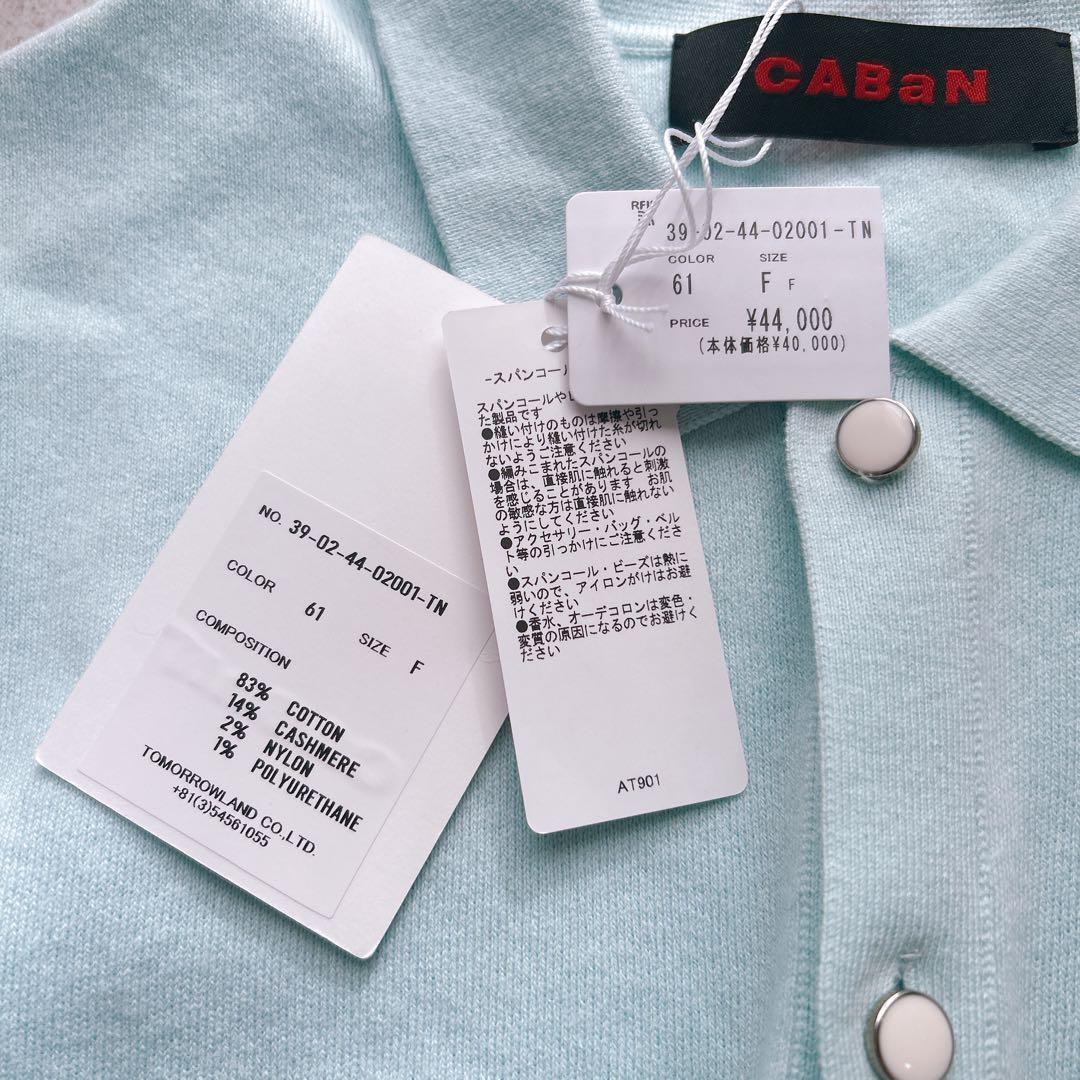 CABaN
39-02-44-02001-TN
COLOR SIZE
61 F F
PRICE ¥44,000
(本体価格¥40,000)
-スパンコール
スパンコールや
た製品です
●縫い付けのものは摩擦や引っ
かけにより縫い付けた糸が切れ
ないようご注意ください
●編みこまれたスパンコールの
場合は、直接肌に触れると刺激
を感じることがあります お肌
の敏感な方は直接肌に触れない
ようにしてください
●アクセサリー・バッグ・ベル
ト等の引っかけにご注意くださ
い
●スパンコール・ビーズは熱に
弱いので、アイロンがけはお避
けください
●香水、オーデコロンは変色・
変質の原因になるのでお避けく
ださい
AT901
NO. 39-02-44-02001-TN
COLOR 61 SIZE F
COMPOSITION
83% COTTON
14% CASHMERE
2% NYLON
1% POLYURETHANE
TOMORROWLAND CO.,LTD.
+81(3)54561055